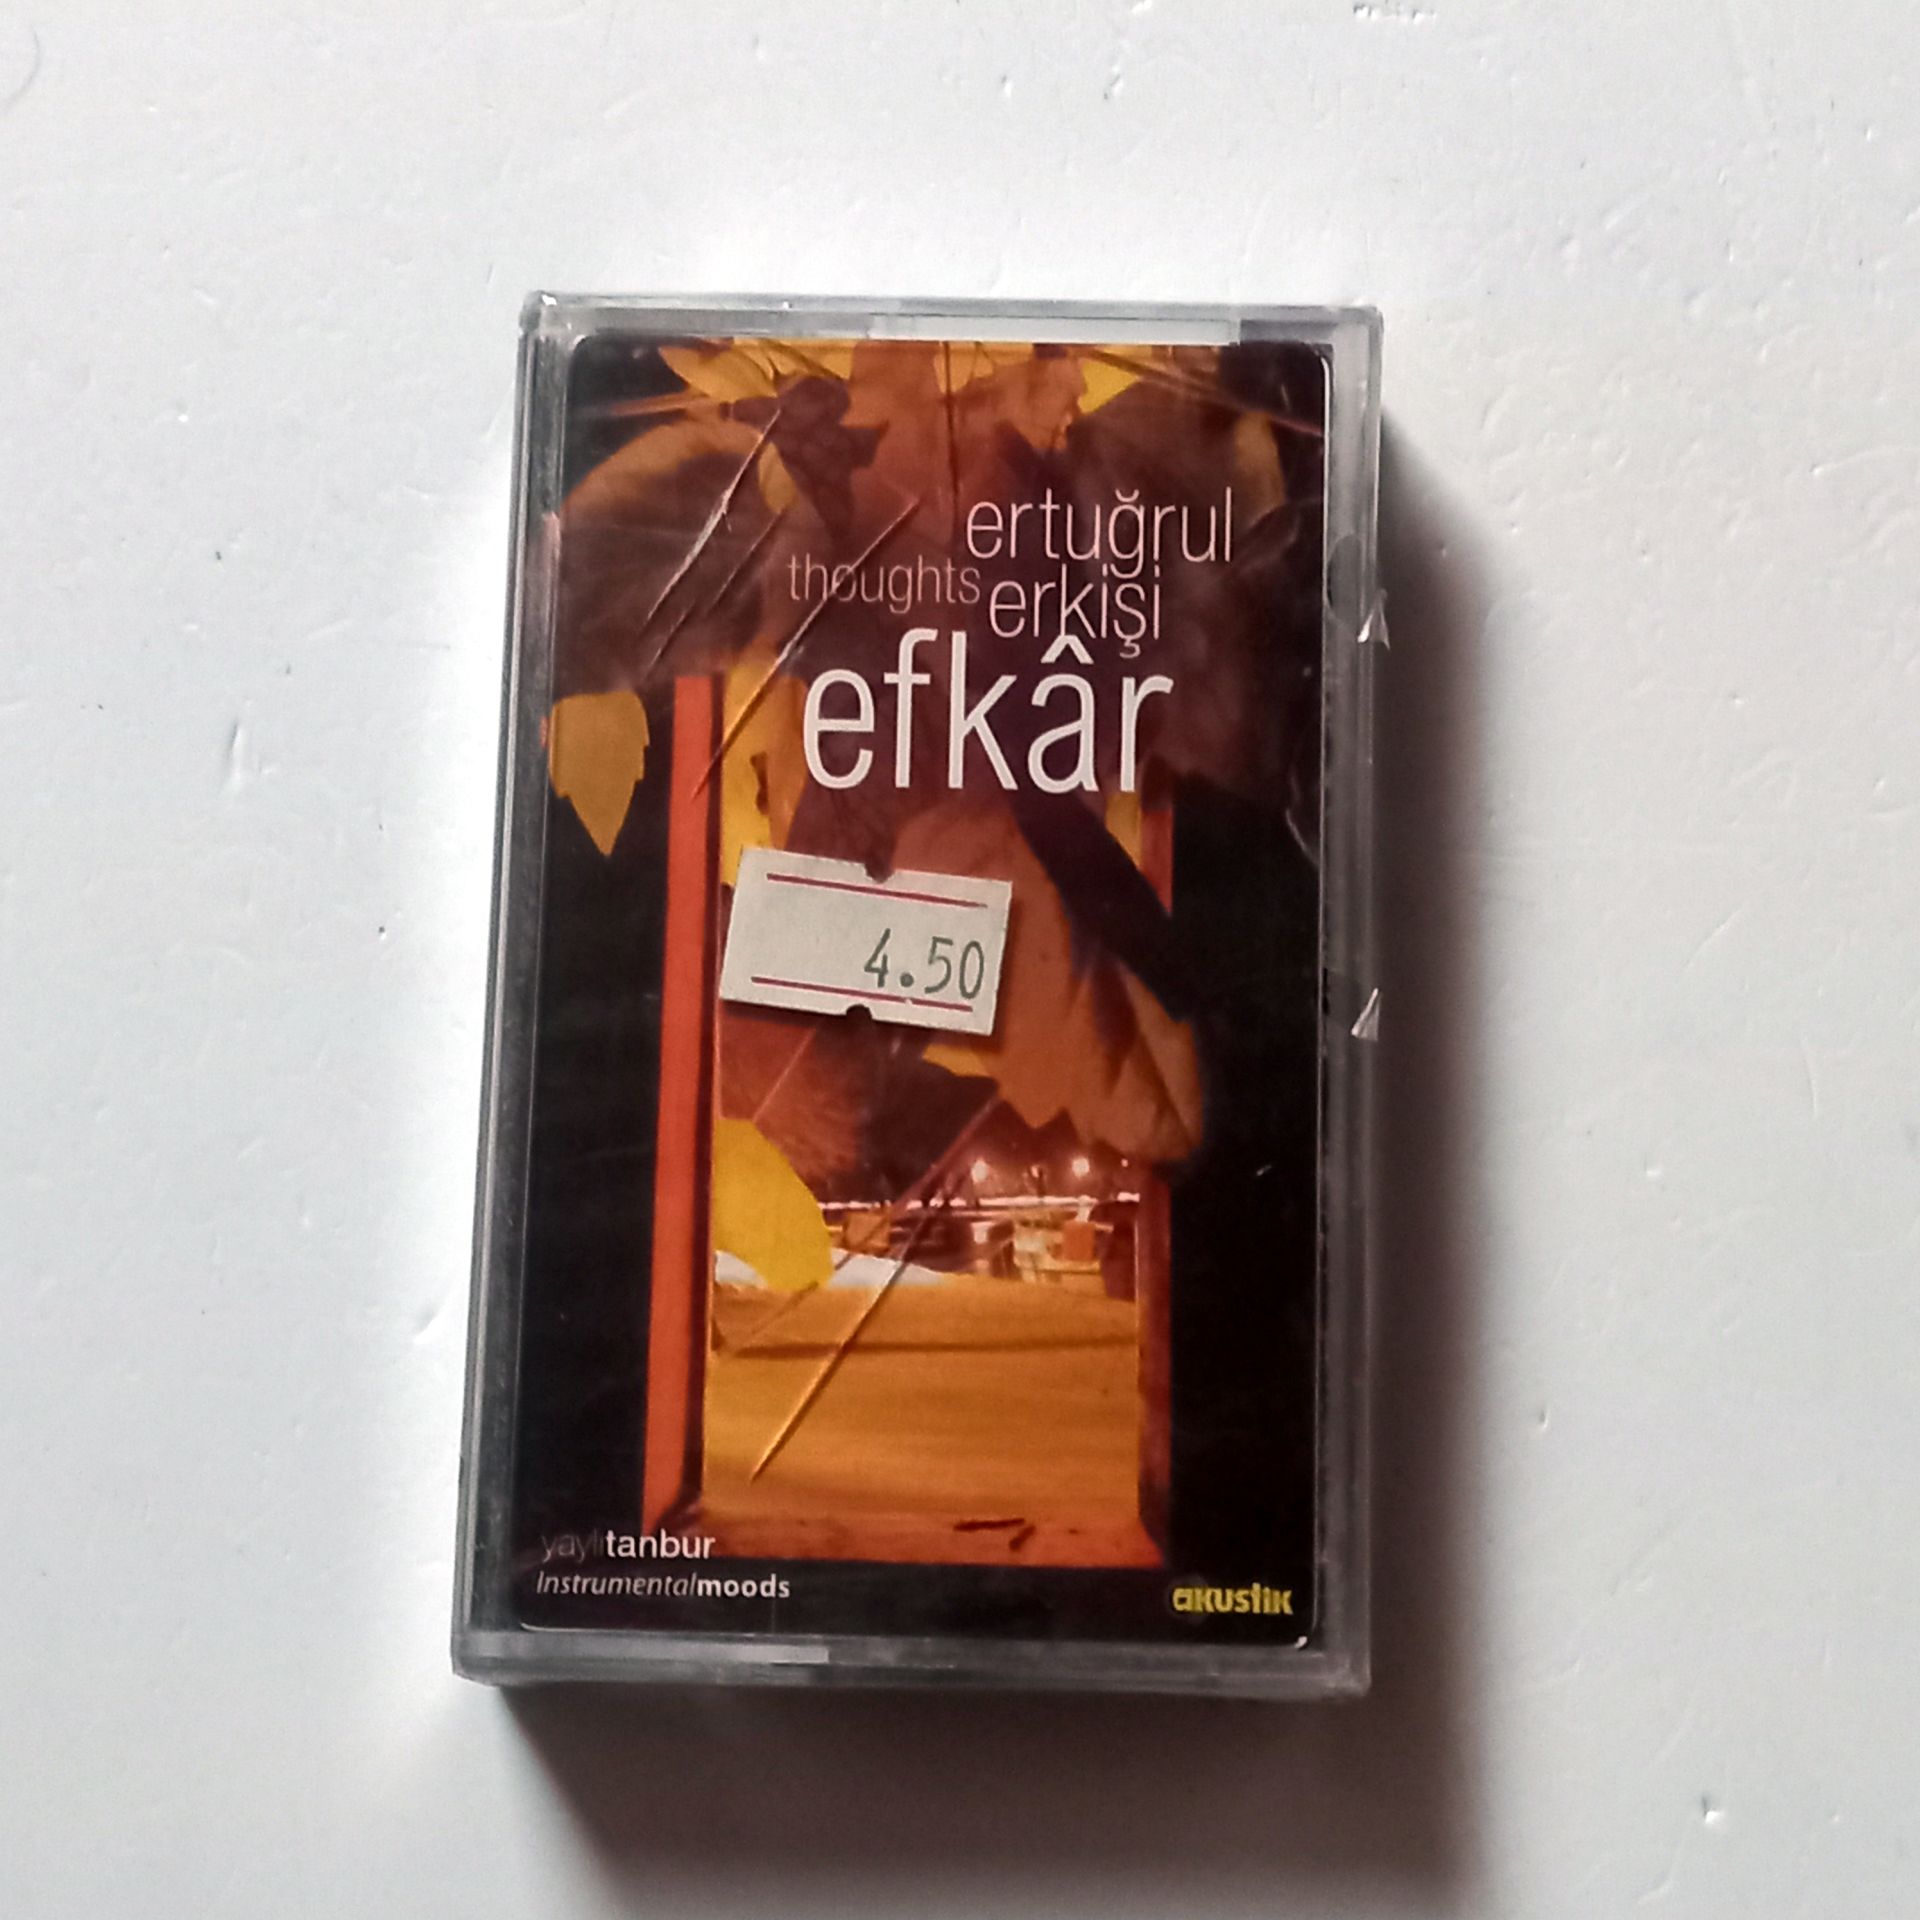 ertuğrul
thoughts erkişi
efkâr
4.50
yaylıtanbur
Instrumentalmoods
akustik